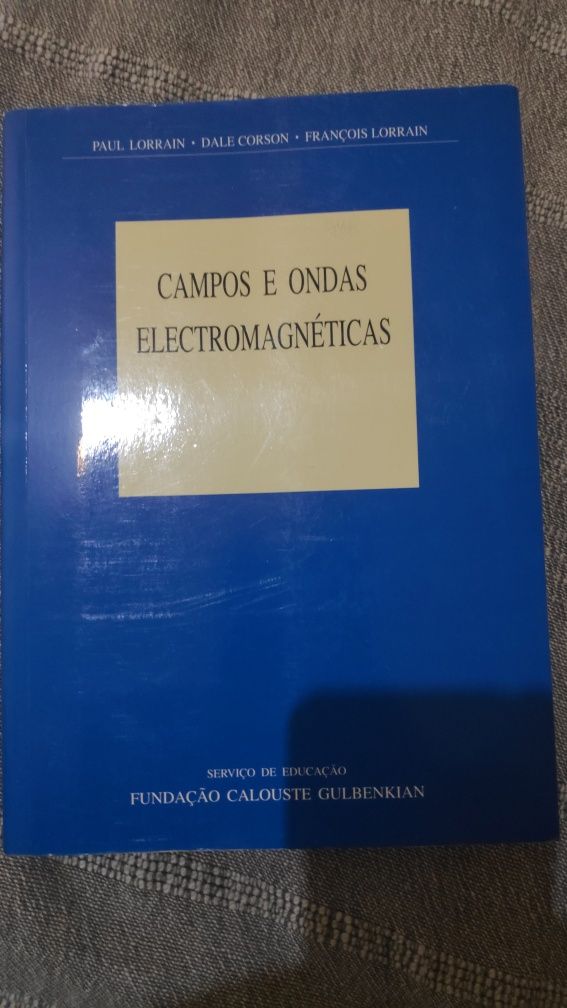 PAUL LORRAIN • DALE CORSON • FRANÇOIS LORRAIN
CAMPOS E ONDAS
ELECTROMAGNÉTICAS
SERVIÇO DE EDUCAÇÃO
FUNDAÇÃO CALOUSTE GULBENKIAN